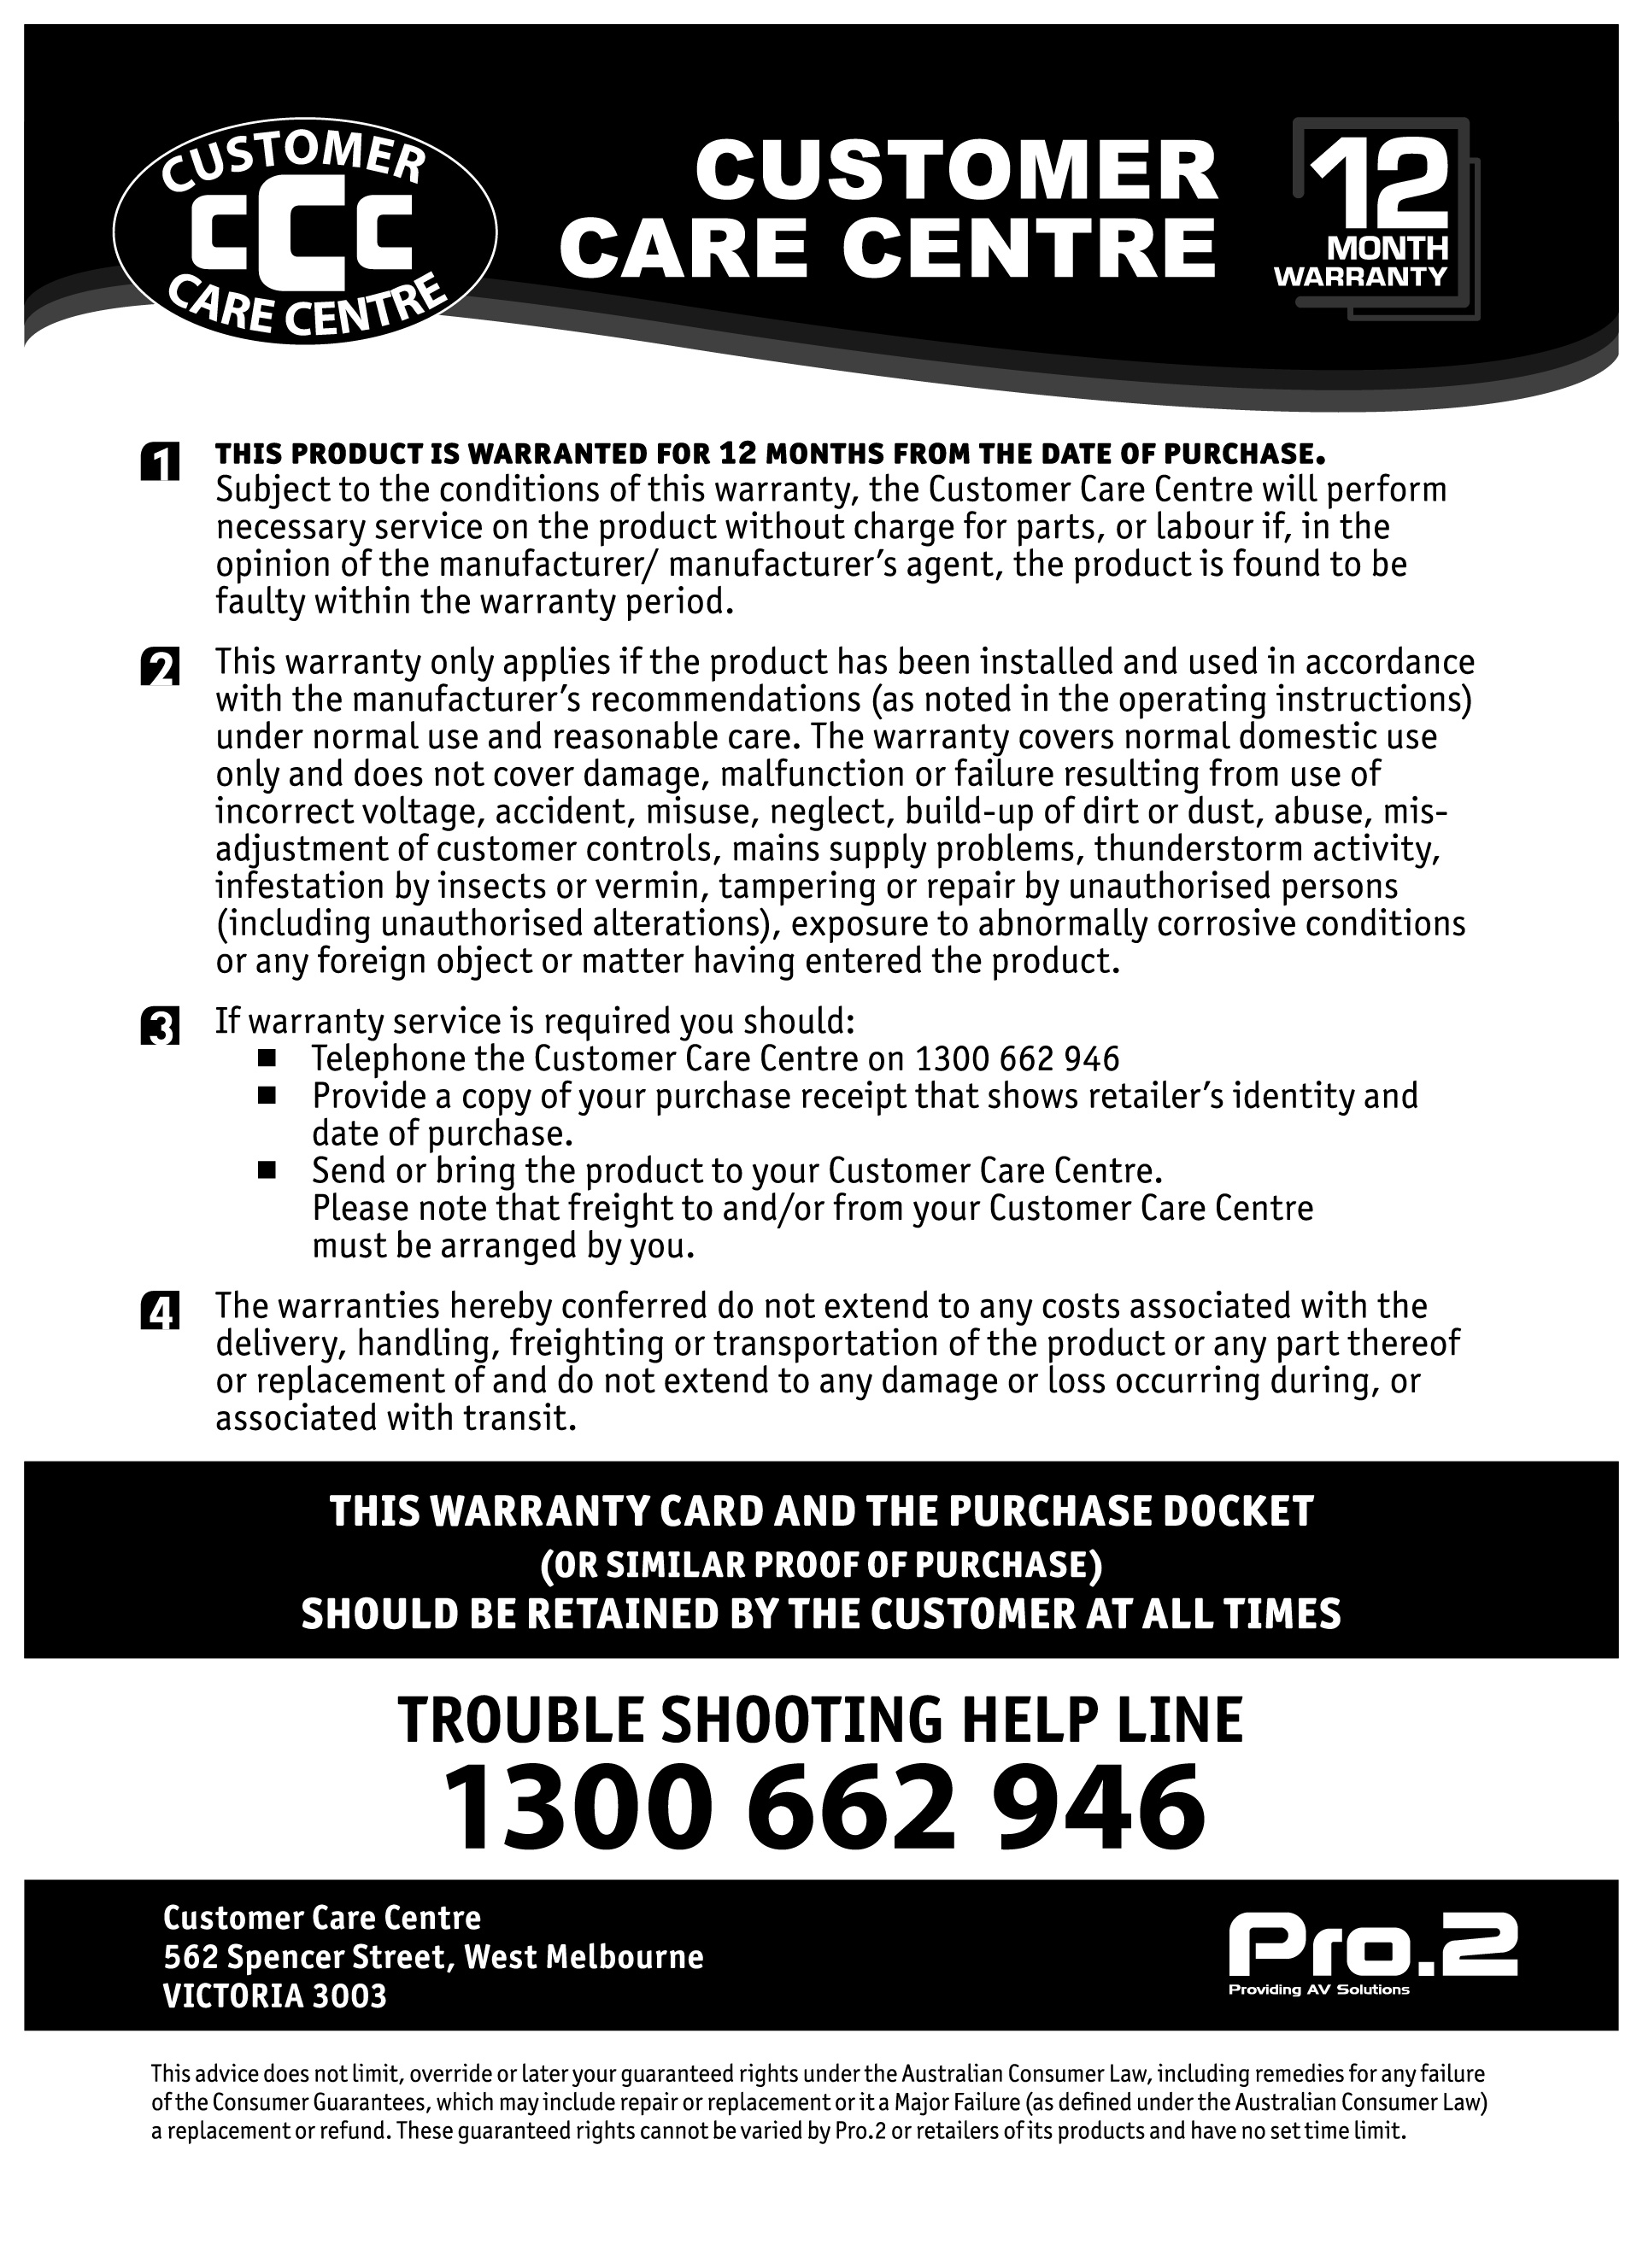 CUSTOMER
cCc
CARE CENTRE
CUSTOMER
CARE CENTRE
12
MONTH
WARRANTY
1 THIS PRODUCT IS WARRANTED FOR 12 MONTHS FROM THE DATE OF PURCHASE.
Subject to the conditions of this warranty, the Customer Care Centre will perform
necessary service on the product without charge for parts, or labour if, in the
opinion of the manufacturer/ manufacturer’s agent, the product is found to be
faulty within the warranty period.
2 This warranty only applies if the product has been installed and used in accordance
with the manufacturer’s recommendations (as noted in the operating instructions)
under normal use and reasonable care. The warranty covers normal domestic use
only and does not cover damage, malfunction or failure resulting from use of
incorrect voltage, accident, misuse, neglect, build-up of dirt or dust, abuse, mis-
adjustment of customer controls, mains supply problems, thunderstorm activity,
infestation by insects or vermin, tampering or repair by unauthorised persons
(including unauthorised alterations), exposure to abnormally corrosive conditions
or any foreign object or matter having entered the product.
3 If warranty service is required you should:
■ Telephone the Customer Care Centre on 1300 662 946
■ Provide a copy of your purchase receipt that shows retailer’s identity and
date of purchase.
■ Send or bring the product to your Customer Care Centre.
Please note that freight to and/or from your Customer Care Centre
must be arranged by you.
4 The warranties hereby conferred do not extend to any costs associated with the
delivery, handling, freighting or transportation of the product or any part thereof
or replacement of and do not extend to any damage or loss occurring during, or
associated with transit.
THIS WARRANTY CARD AND THE PURCHASE DOCKET
(OR SIMILAR PROOF OF PURCHASE)
SHOULD BE RETAINED BY THE CUSTOMER AT ALL TIMES
TROUBLE SHOOTING HELP LINE
1300 662 946
Customer Care Centre
562 Spencer Street, West Melbourne
VICTORIA 3003
Pro.2
Providing AV Solutions
This advice does not limit, override or later your guaranteed rights under the Australian Consumer Law, including remedies for any failure
of the Consumer Guarantees, which may include repair or replacement or it a Major Failure (as defined under the Australian Consumer Law)
a replacement or refund. These guaranteed rights cannot be varied by Pro.2 or retailers of its products and have no set time limit.